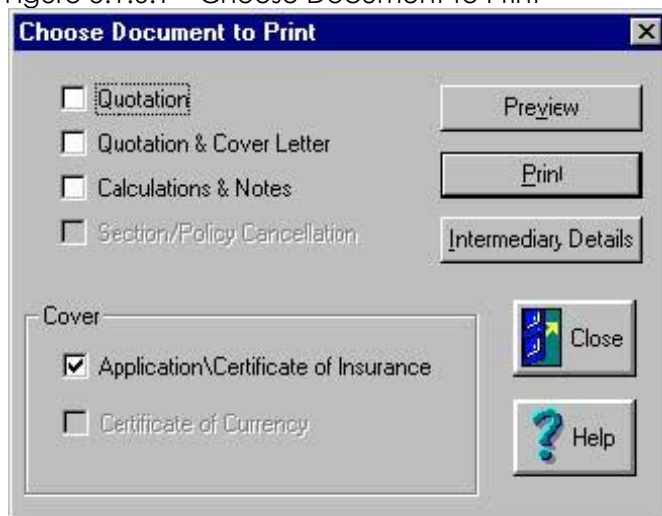 Choose Document to Print
Quotation
Quotation & Cover Letter
Calculations & Notes
Section/Policy Cancellation
Preview
Print
Intermediary Details
Cover
Application\Certificate of Insurance
Certificate of Currency
Close
Help